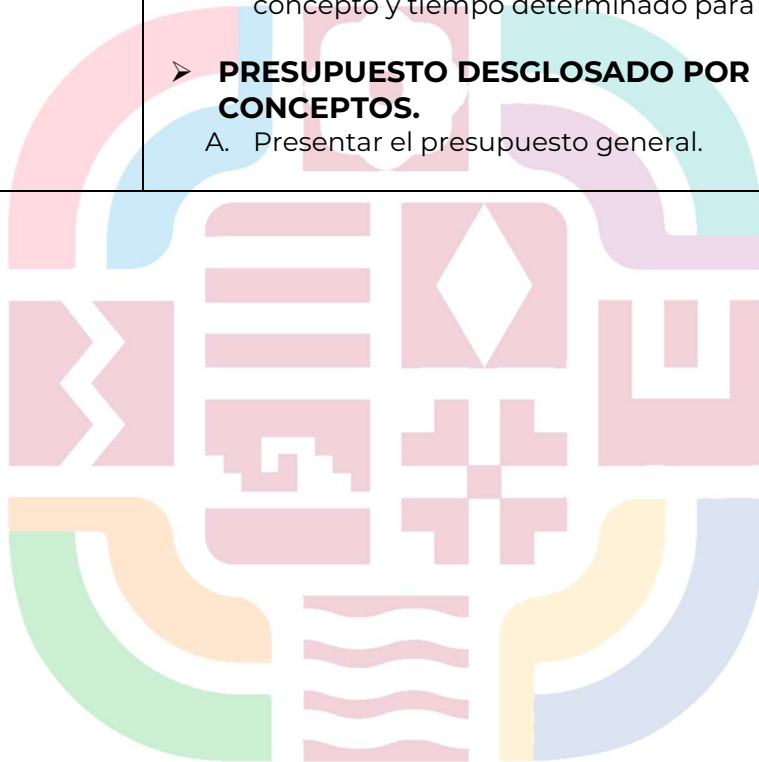 concepto y tiempo determinado para
➢ PRESUPUESTO DESGLOSADO POR
CONCEPTOS.
A. Presentar el presupuesto general.